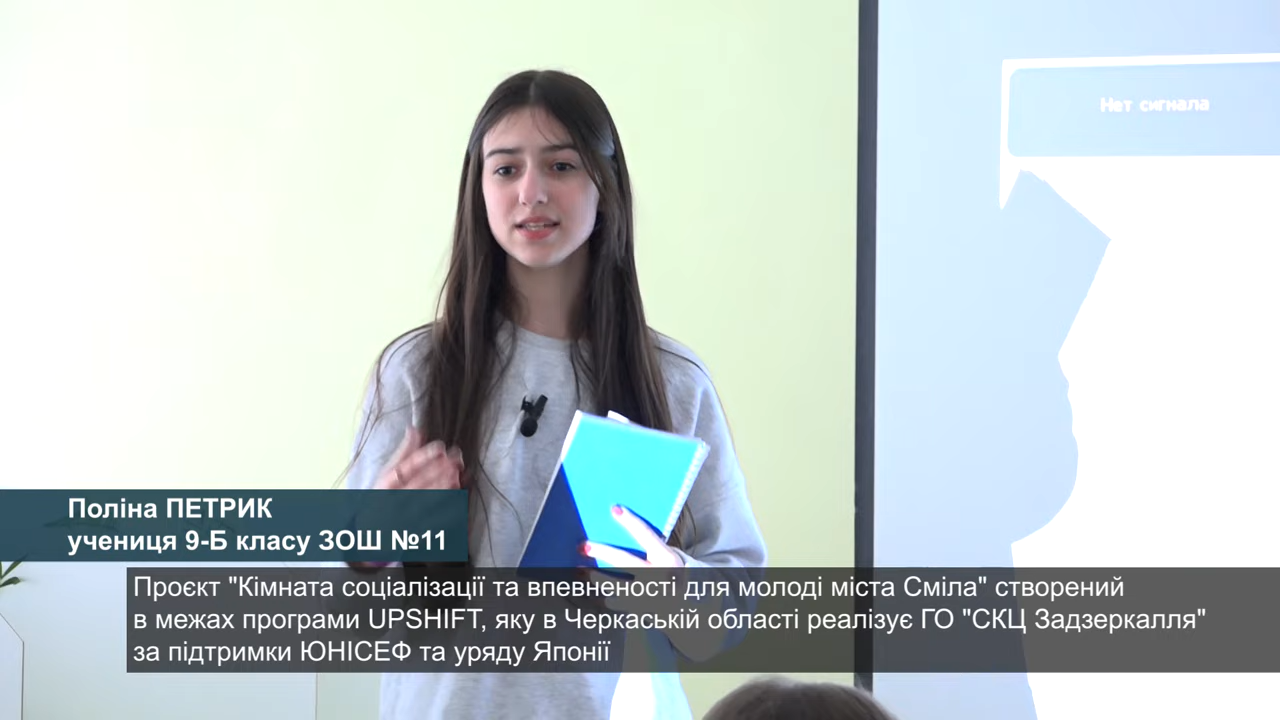 Нет сигнала
Поліна ПЕТРИК
учениця 9-Б класу ЗОШ №11
Проєкт "Кімната соціалізації та впевненості для молоді міста Сміла" створений
в межах програми UPSHIFT, яку в Черкаській області реалізує ГО "СКЦ Задзеркалля"
за підтримки ЮНІСЕФ та уряду Японії